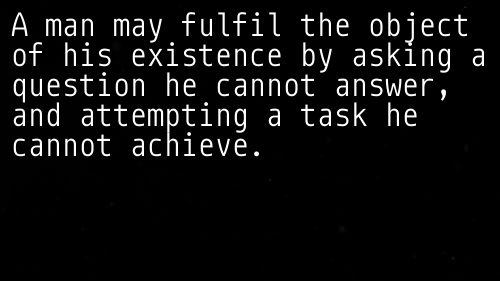 A man may fulfil the object
of his existence by asking a
question he cannot answer,
and attempting a task he
cannot achieve.